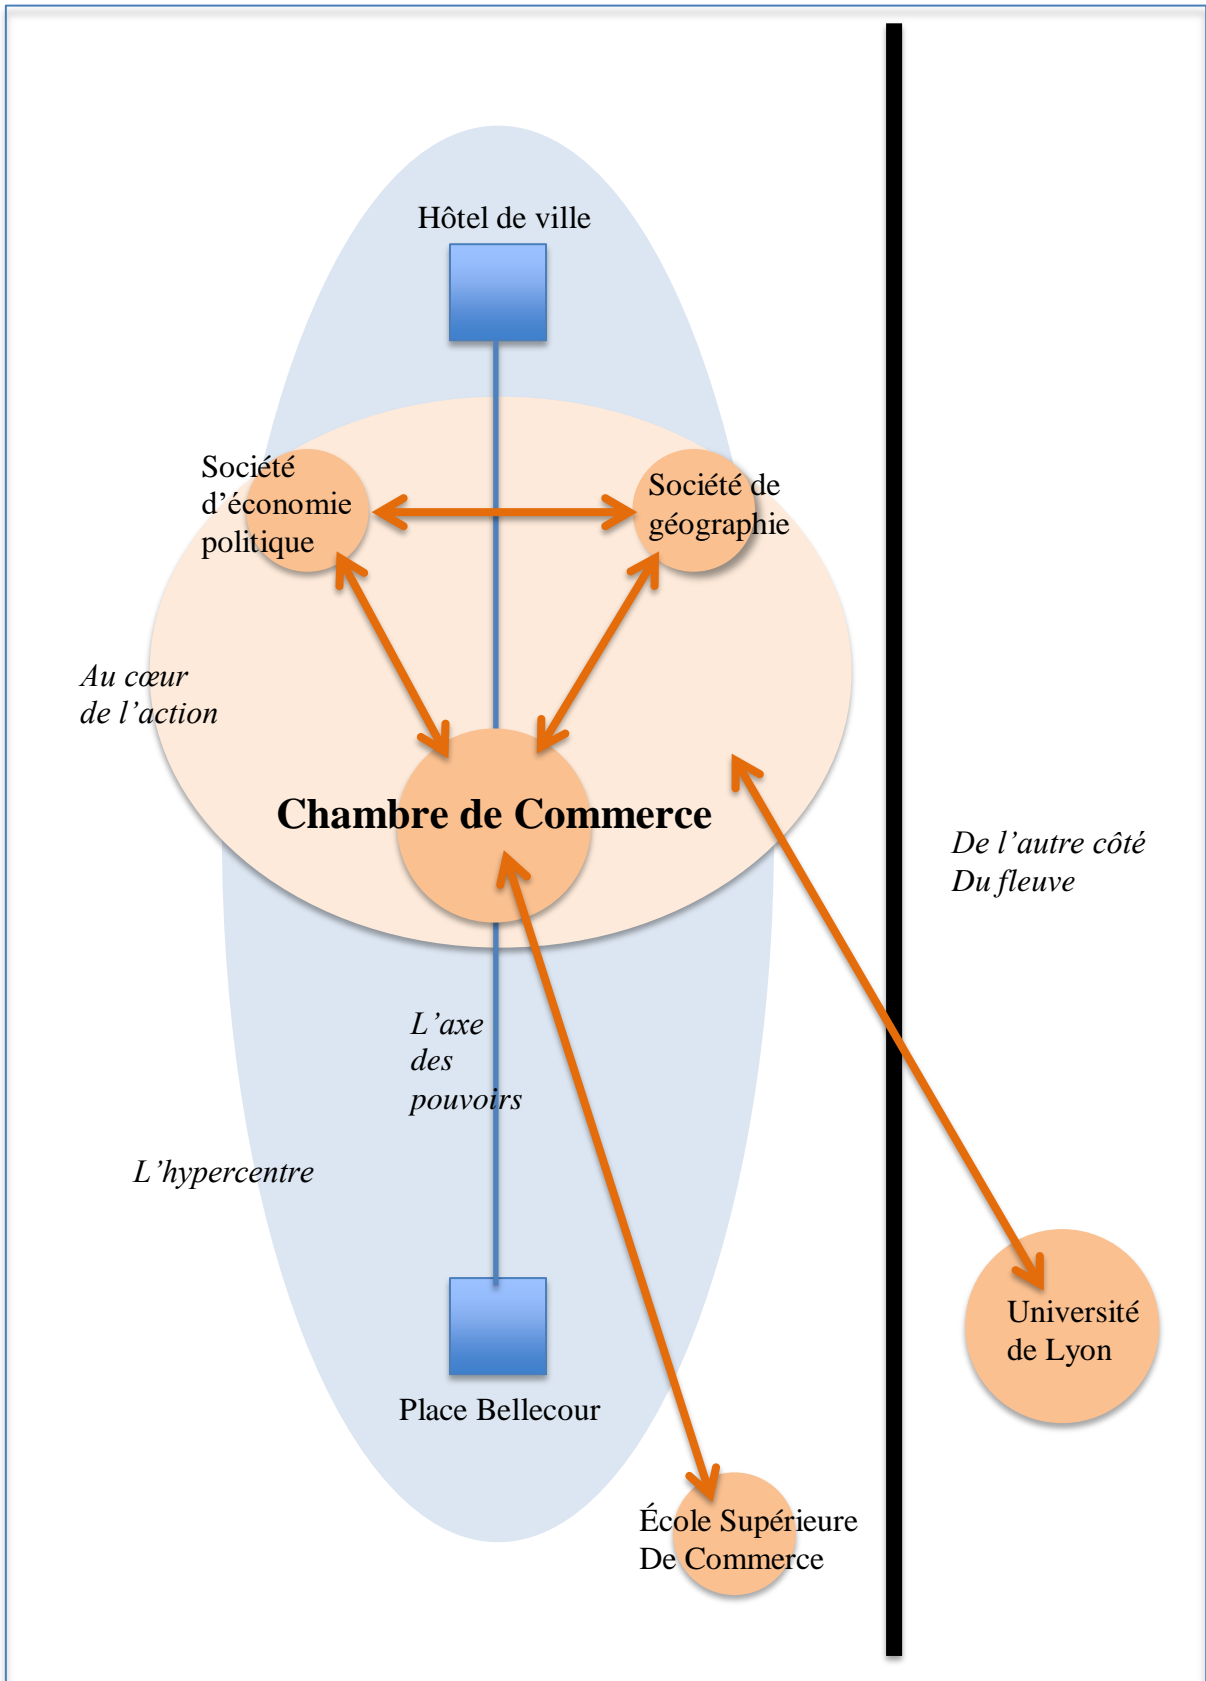 Hôtel de ville
Société
d’économie
politique
Société de
géographie
Au cœur
de l’action
Chambre de Commerce
De l’autre côté
Du fleuve
L’axe
des
pouvoirs
L’hypercentre
Université
de Lyon
Place Bellecour
École Supérieure
De Commerce